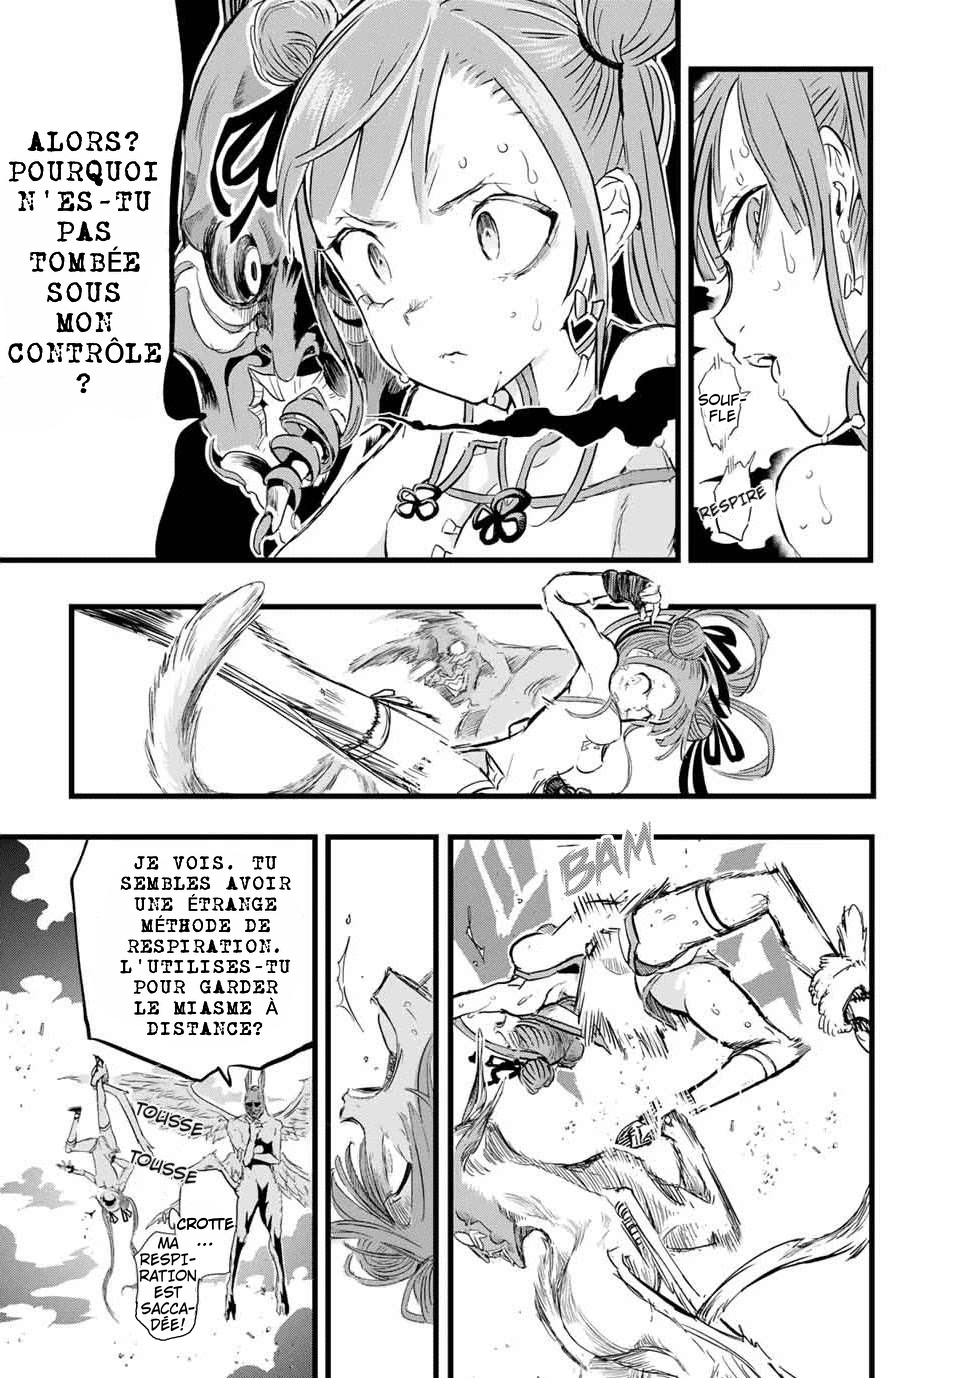 SOUF-
FLE
RESPIRE
ALORS?
POURQUOI
N'ES-TU
PAS
TOMBÉE
SOUS
MON
CONTRÔLE
?
BAM
JE VOIS. TU
SEMBLES AVOIR
UNE ÉTRANGE
MÉTHODE DE
RESPIRATION.
L'UTILISES-TU
POUR GARDER
LE MIASME À
DISTANCE?
TOUSSE
TOUSSE
CROTTE
...
MA
RESPI-
RATION
EST
SACCA-
DÉE!